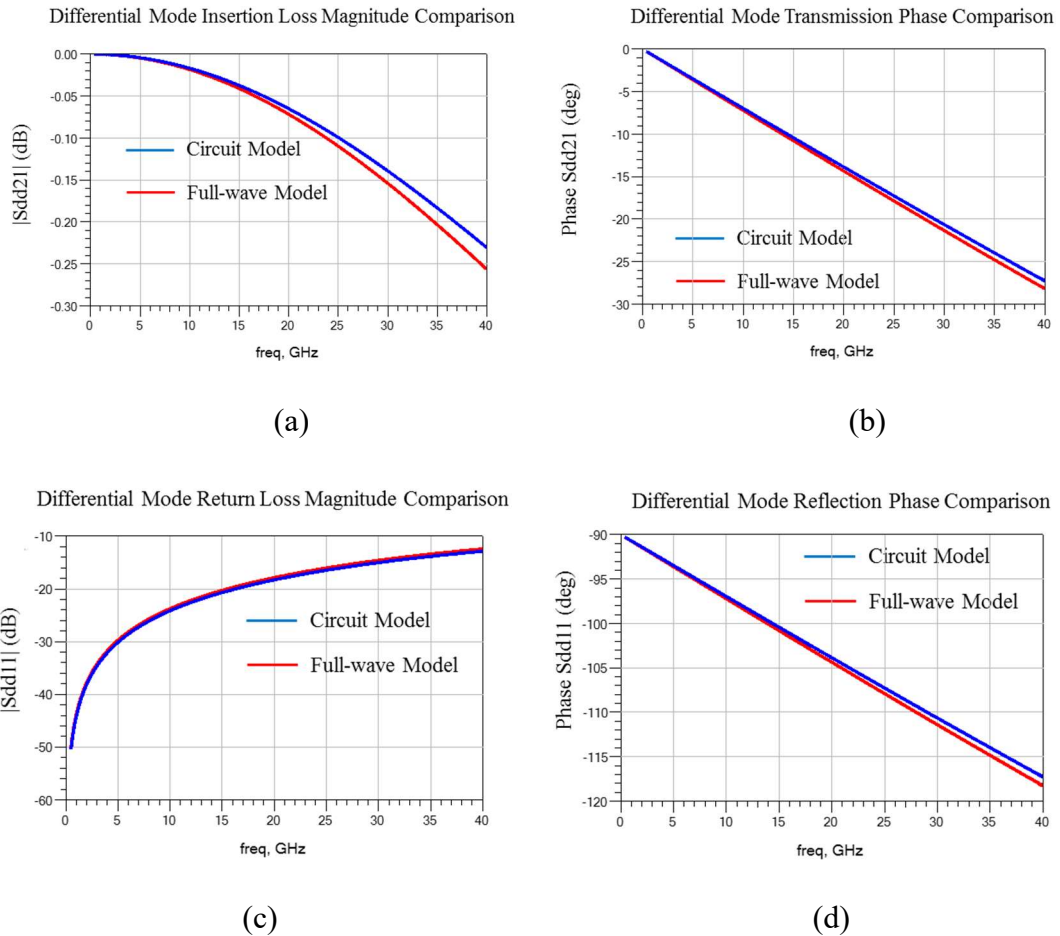 Differential Mode Insertion Loss Magnitude Comparison
0.00
-0.05
-0.10
-0.15
-0.20
-0.25
-0.30
|Sdd21| (dB)
Circuit Model
Full-wave Model
0 5 10 15 20 25 30 35 40
freq, GHz
(a)
Differential Mode Transmission Phase Comparison
0
-5
-10
-15
-20
-25
-30
Phase Sdd21 (deg)
Circuit Model
Full-wave Model
0 5 10 15 20 25 30 35 40
freq, GHz
(b)
Differential Mode Return Loss Magnitude Comparison
-10
-20
-30
-40
-50
-60
|Sdd11| (dB)
Circuit Model
Full-wave Model
0 5 10 15 20 25 30 35 40
freq, GHz
(c)
Differential Mode Reflection Phase Comparison
-90
-95
-100
-105
-110
-115
-120
Phase Sdd11 (deg)
Circuit Model
Full-wave Model
0 5 10 15 20 25 30 35 40
freq, GHz
(d)